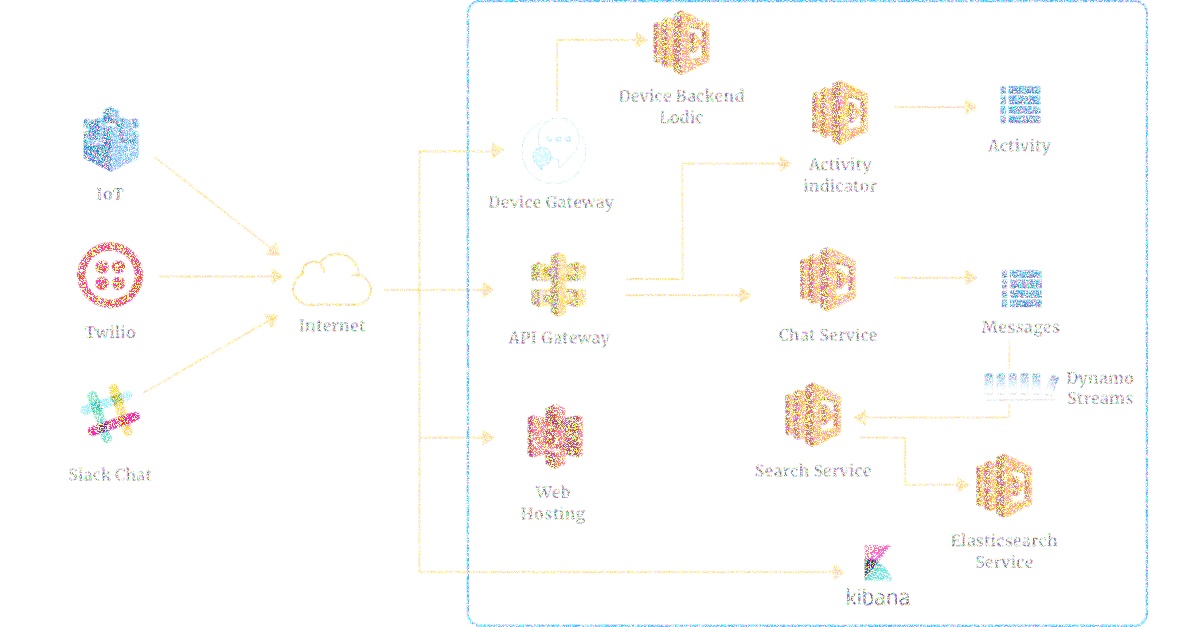 Device Backend
Lodic
IoT
Activity
indicator
Activity
Device Gateway
Twilio
Internet
API Gateway
Chat Service
Messages
Dynamo
Streams
Slack Chat
Search Service
Web
Hosting
Elasticsearch
Service
kibana